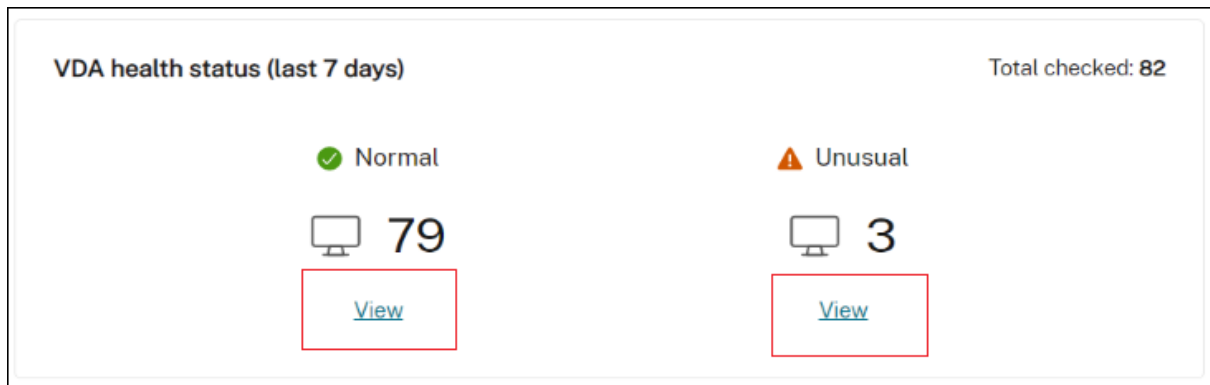 VDA health status (last 7 days) Total checked: 82
Normal Unusual
79 3
View View